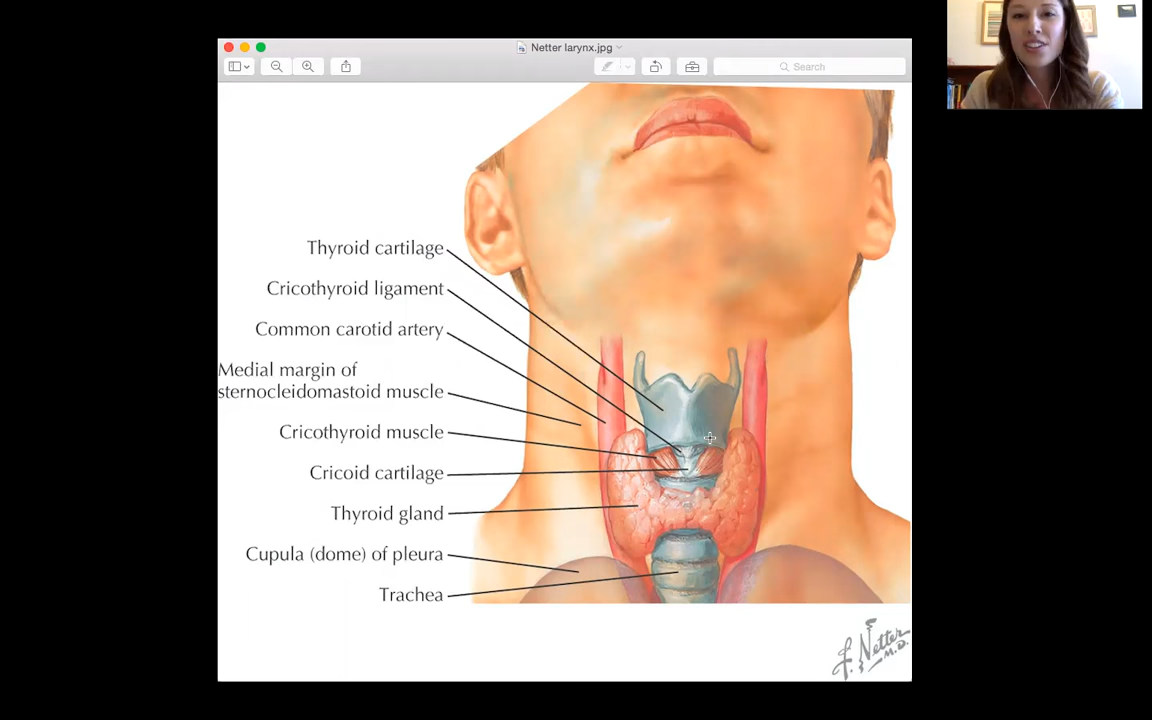 Netter larynx.jpg
Search
Thyroid cartilage
Cricothyroid ligament
Common carotid artery
Medial margin of
sternocleidomastoid muscle
Cricothyroid muscle
Cricoid cartilage
Thyroid gland
Cupula (dome) of pleura
Trachea
F. Netter
M.D.